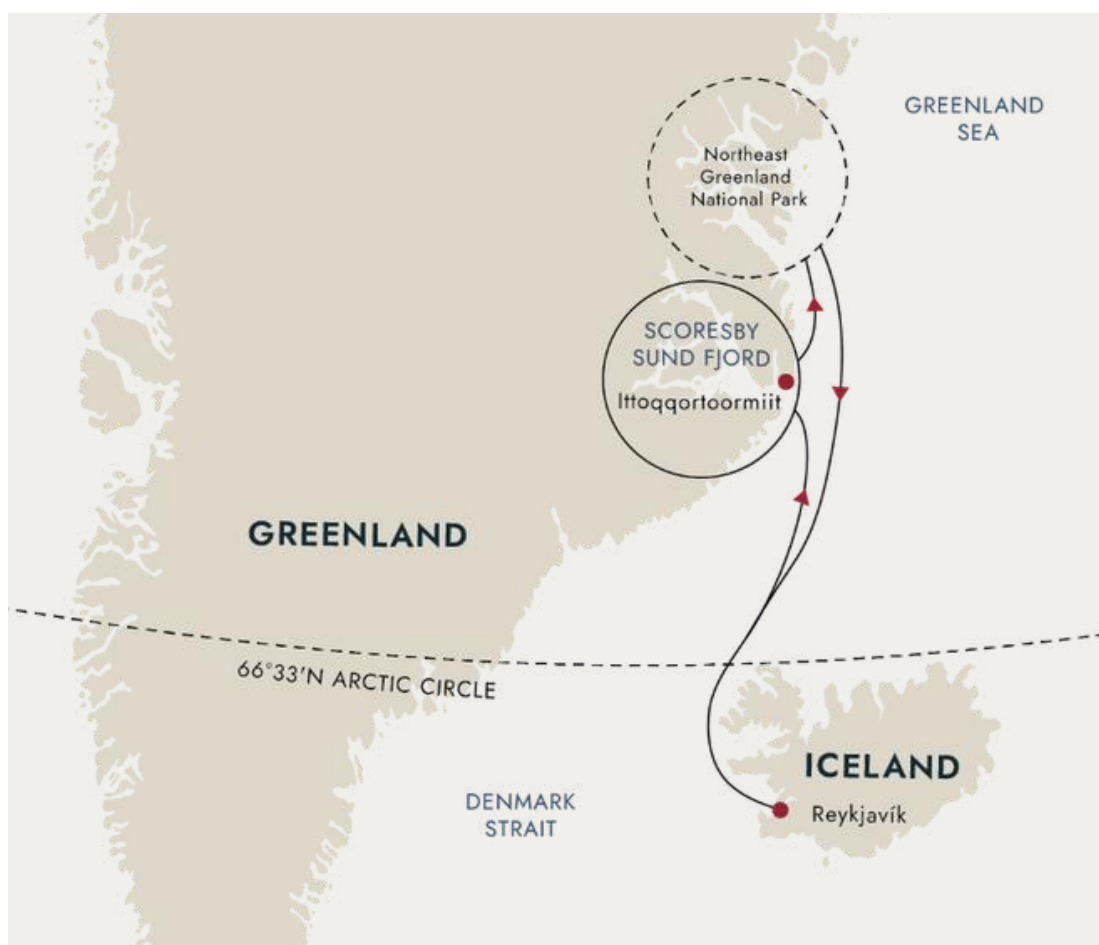 GREENLAND
SEA
Northeast
Greenland
National Park
SCORESBY
SUND FJORD
Ittoqqortoormiit
GREENLAND
66°33'N ARCTIC CIRCLE
ICELAND
Reykjavík
DENMARK
STRAIT